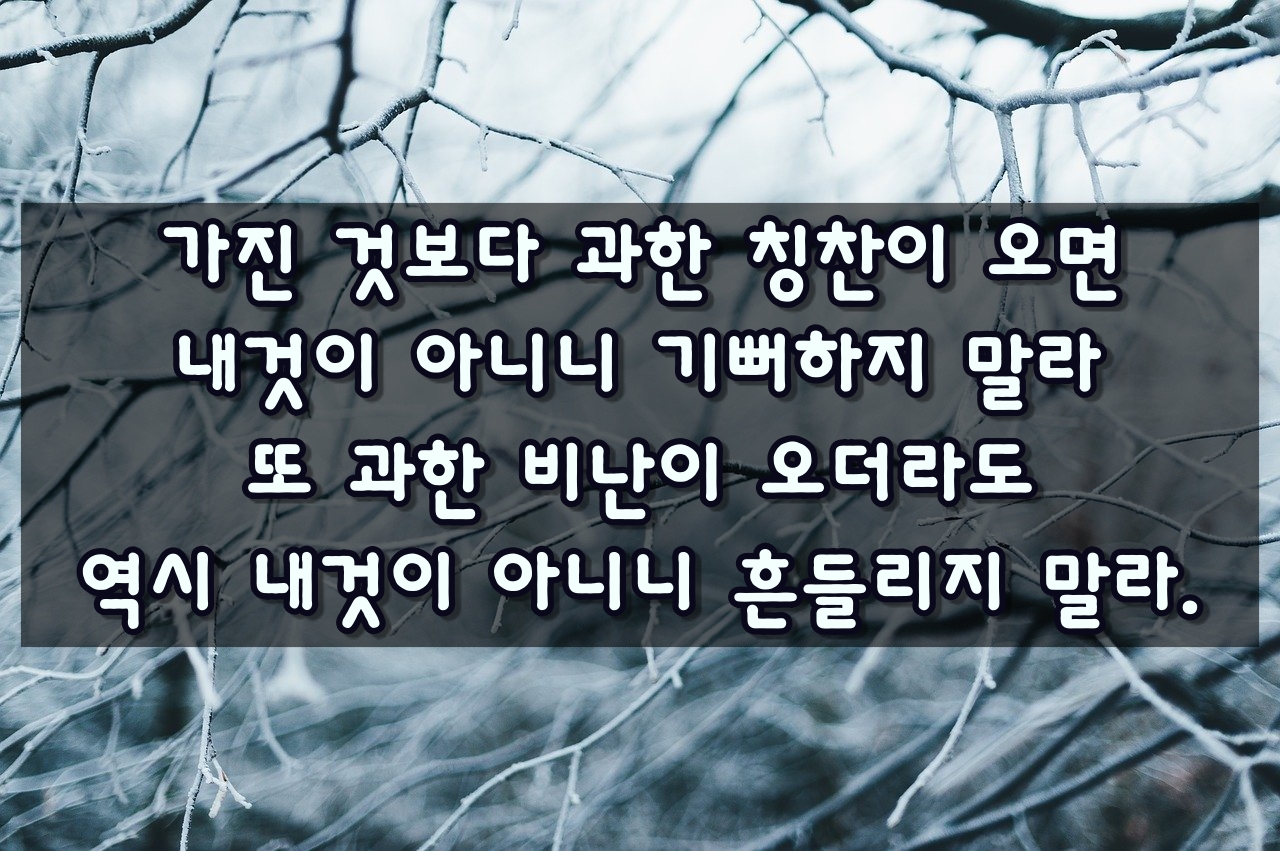 가진 것보다 과한 칭찬이 오면
내것이 아니니 기뻐하지 말라
또 과한 비난이 오더라도
역시 내것이 아니니 흔들리지 말라.